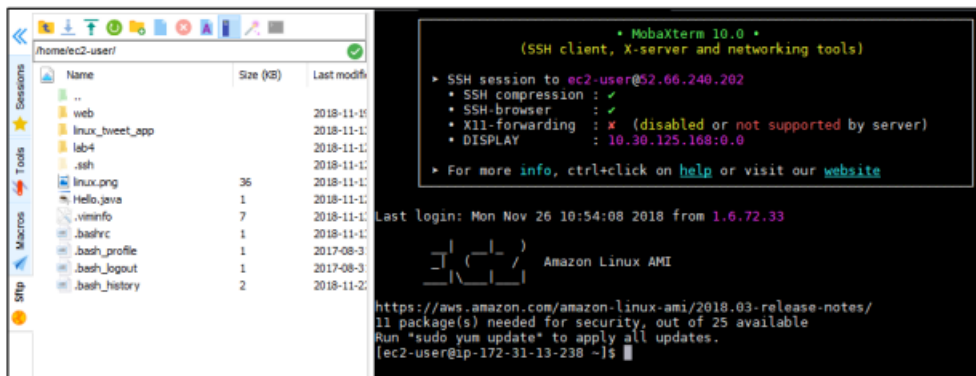 /home/ec2-user/
Name Size (KB) Last modifi
..
web 2018-11-19
linux_tweet_app 2018-11-1
lab4 2018-11-1
.ssh 2018-11-1
linux.png 36 2018-11-1
Hello.java 1 2018-11-1
.viminfo 7 2018-11-1
.bashrc 1 2018-11-1
.bash_profile 1 2017-08-3
.bash_logout 1 2017-08-3
.bash_history 2 2018-11-2
Sessions
Tools
Macros
Sftp
• MobaXterm 10.0 •
(SSH client, X-server and networking tools)
➤ SSH session to ec2-user@52.66.240.202
• SSH compression : ✔
• SSH-browser : ✔
• X11-forwarding : ✘ (disabled or not supported by server)
• DISPLAY : 10.30.125.168:0.0
➤ For more info, ctrl+click on help or visit our website
Last login: Mon Nov 26 10:54:08 2018 from 1.6.72.33
__| __|_ )
_| ( / Amazon Linux AMI
___|\___|___|
https://aws.amazon.com/amazon-linux-ami/2018.03-release-notes/
11 package(s) needed for security, out of 25 available
Run "sudo yum update" to apply all updates.
[ec2-user@ip-172-31-13-238 ~]$